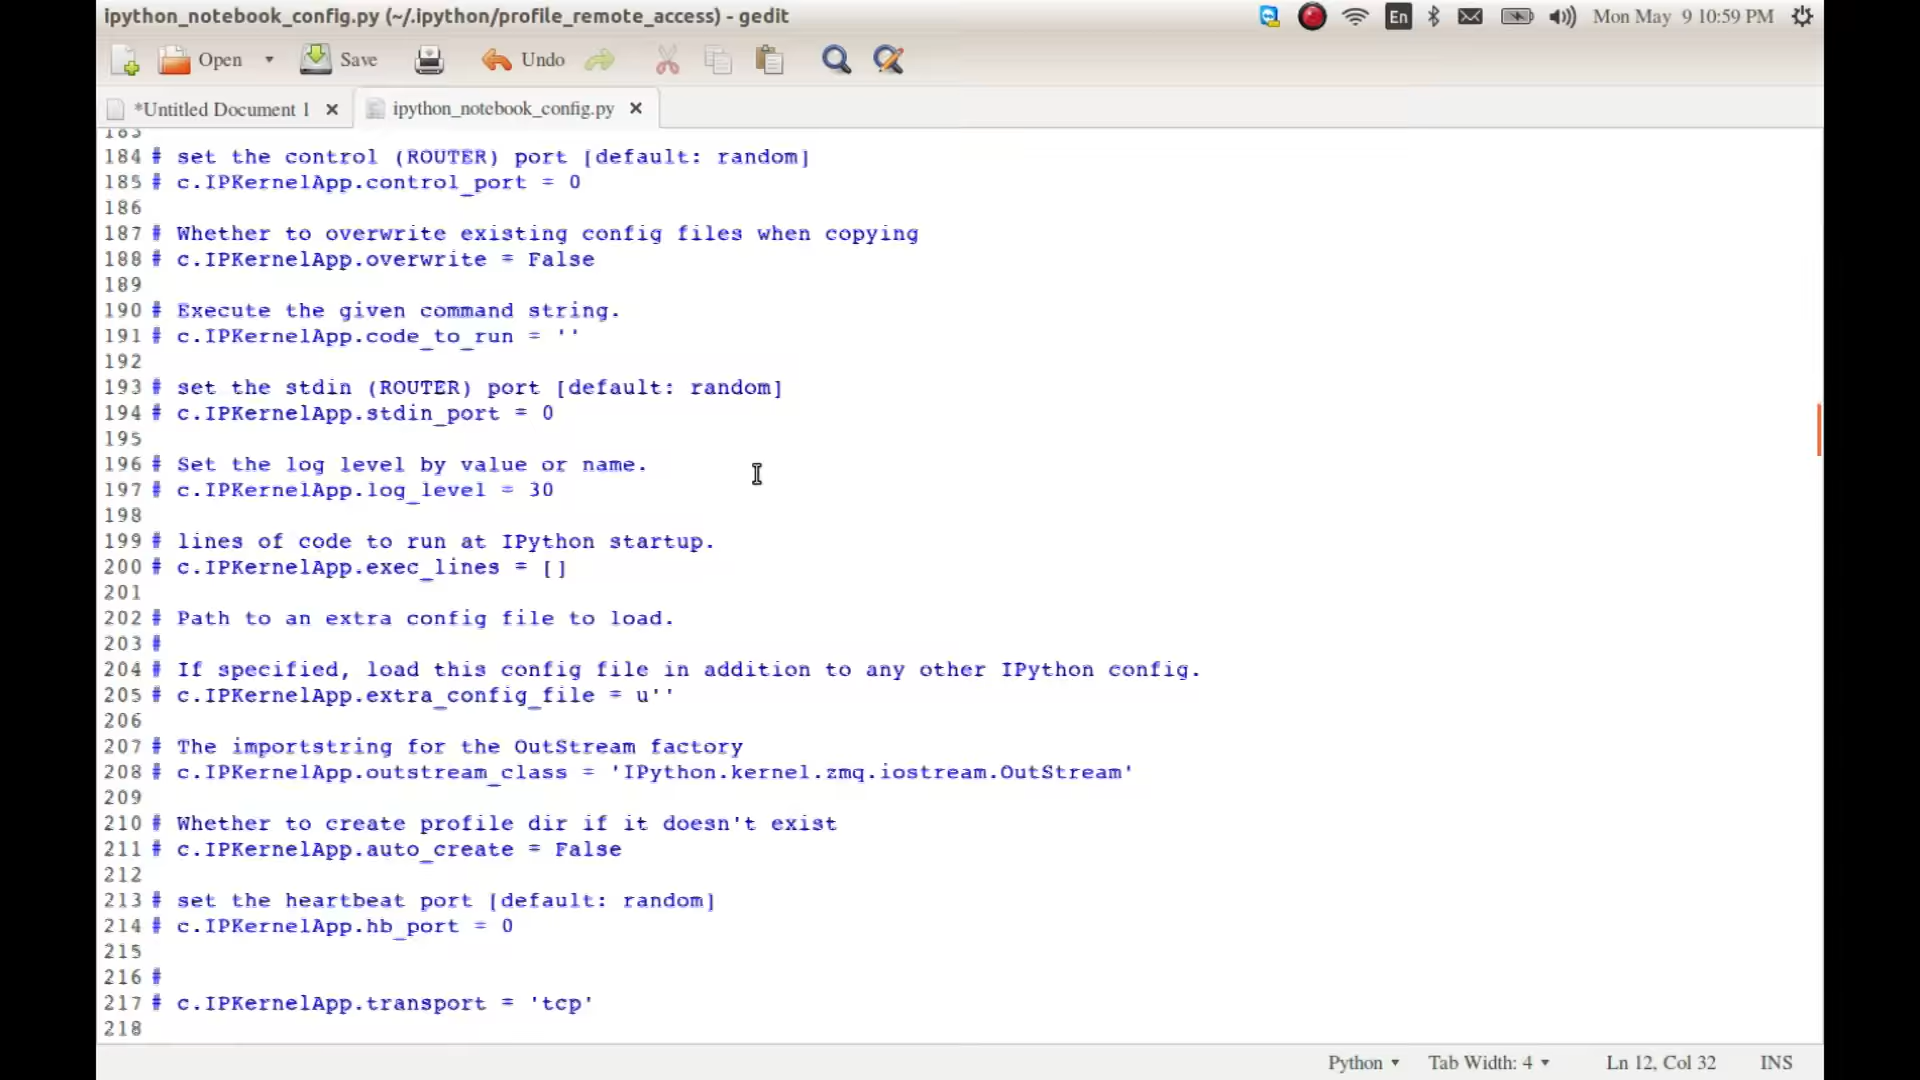 ipython_notebook_config.py (~/.ipython/profile_remote_access) - gedit
En
Mon May 9 10:59 PM
Open
Save
Undo
*Untitled Document 1
ipython_notebook_config.py
183
184 # set the control (ROUTER) port [default: random]
185 # c.IPKernelApp.control_port = 0
186
187 # Whether to overwrite existing config files when copying
188 # c.IPKernelApp.overwrite = False
189
190 # Execute the given command string.
191 # c.IPKernelApp.code_to_run = ''
192
193 # set the stdin (ROUTER) port [default: random]
194 # c.IPKernelApp.stdin_port = 0
195
196 # Set the log level by value or name.
197 # c.IPKernelApp.log_level = 30
198
199 # lines of code to run at IPython startup.
200 # c.IPKernelApp.exec_lines = []
201
202 # Path to an extra config file to load.
203 #
204 # If specified, load this config file in addition to any other IPython config.
205 # c.IPKernelApp.extra_config_file = u''
206
207 # The importstring for the OutStream factory
208 # c.IPKernelApp.outstream_class = 'IPython.kernel.zmq.iostream.OutStream'
209
210 # Whether to create profile dir if it doesn't exist
211 # c.IPKernelApp.auto_create = False
212
213 # set the heartbeat port [default: random]
214 # c.IPKernelApp.hb_port = 0
215
216 #
217 # c.IPKernelApp.transport = 'tcp'
218
Python
Tab Width: 4
Ln 12, Col 32
INS